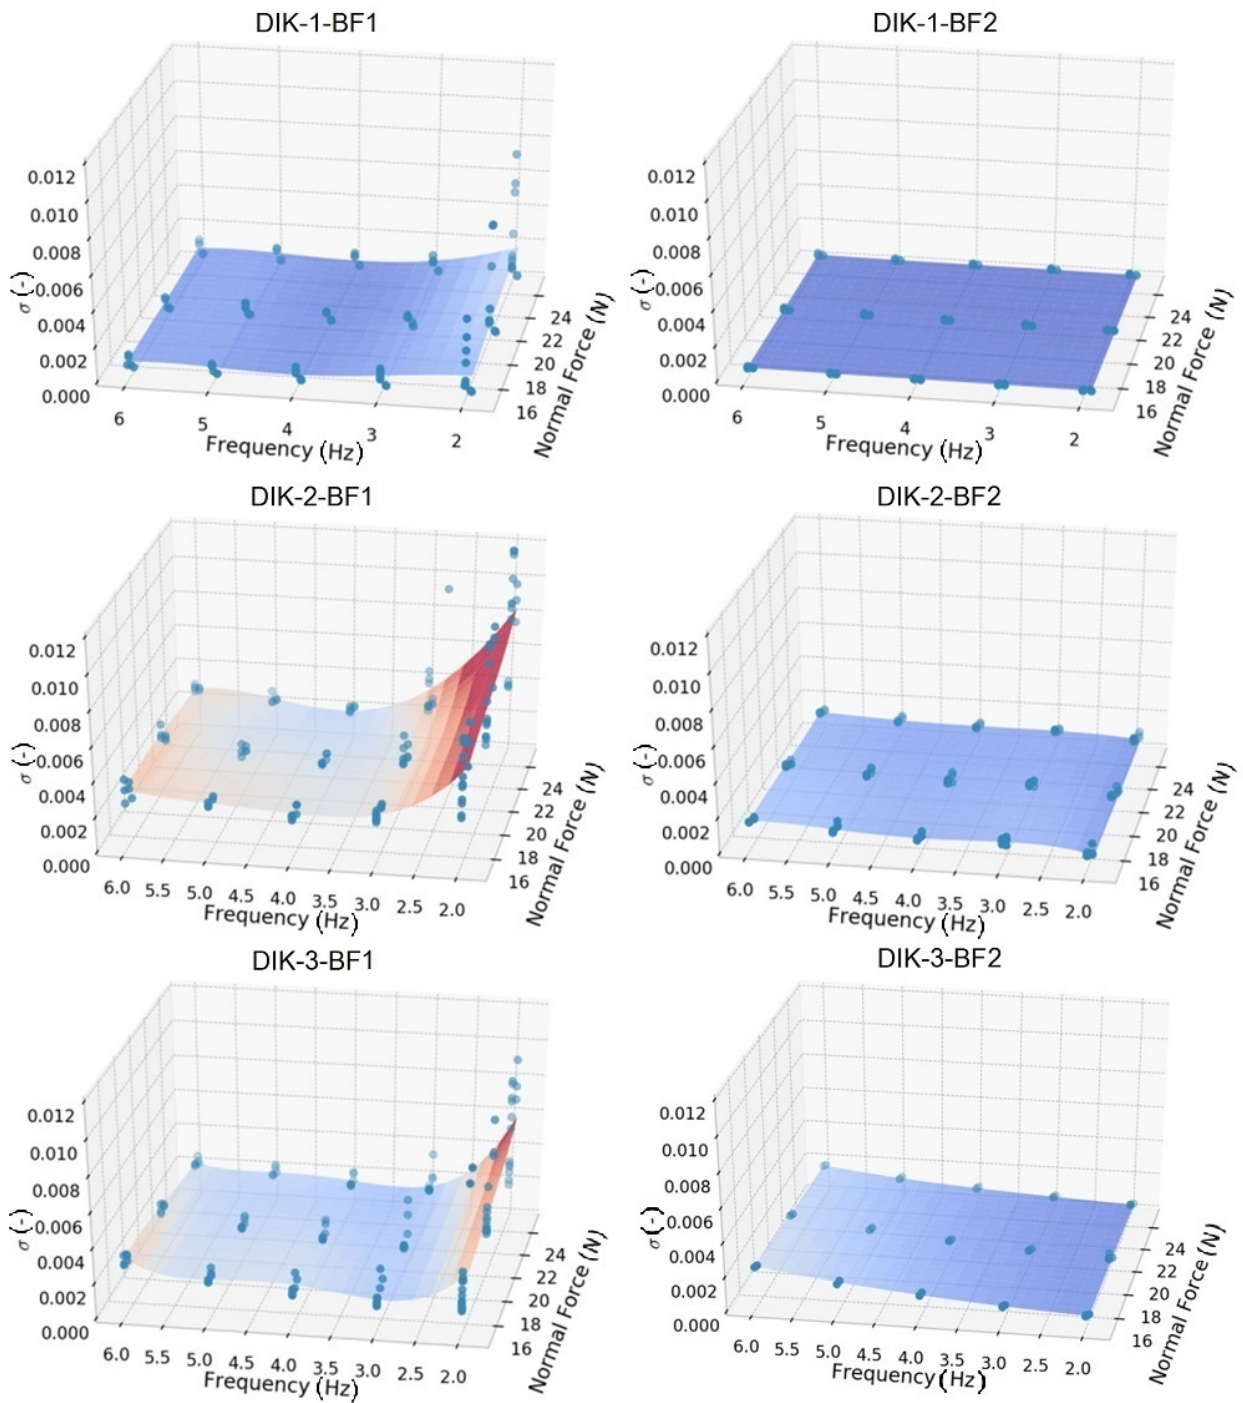 DIK-1-BF1
0.012
0.010
0.008
0.006
0.004
0.002
0.000
σ (-)
6
5
4
3
2
Frequency (Hz)
24
22
20
18
16
Normal Force (N)
DIK-1-BF2
0.012
0.010
0.008
0.006
0.004
0.002
0.000
σ (-)
6
5
4
3
2
Frequency (Hz)
24
22
20
18
16
Normal Force (N)
DIK-2-BF1
0.012
0.010
0.008
0.006
0.004
0.002
0.000
σ (-)
6.0 5.5 5.0 4.5 4.0 3.5 3.0 2.5 2.0
Frequency (Hz)
24
22
20
18
16
Normal Force (N)
DIK-2-BF2
0.012
0.010
0.008
0.006
0.004
0.002
0.000
σ (-)
6.0 5.5 5.0 4.5 4.0 3.5 3.0 2.5 2.0
Frequency (Hz)
24
22
20
18
16
Normal Force (N)
DIK-3-BF1
0.012
0.010
0.008
0.006
0.004
0.002
0.000
σ (-)
6.0 5.5 5.0 4.5 4.0 3.5 3.0 2.5 2.0
Frequency (Hz)
24
22
20
18
16
Normal Force (N)
DIK-3-BF2
0.012
0.010
0.008
0.006
0.004
0.002
0.000
σ (-)
6.0 5.5 5.0 4.5 4.0 3.5 3.0 2.5 2.0
Frequency (Hz)
24
22
20
18
16
Normal Force (N)